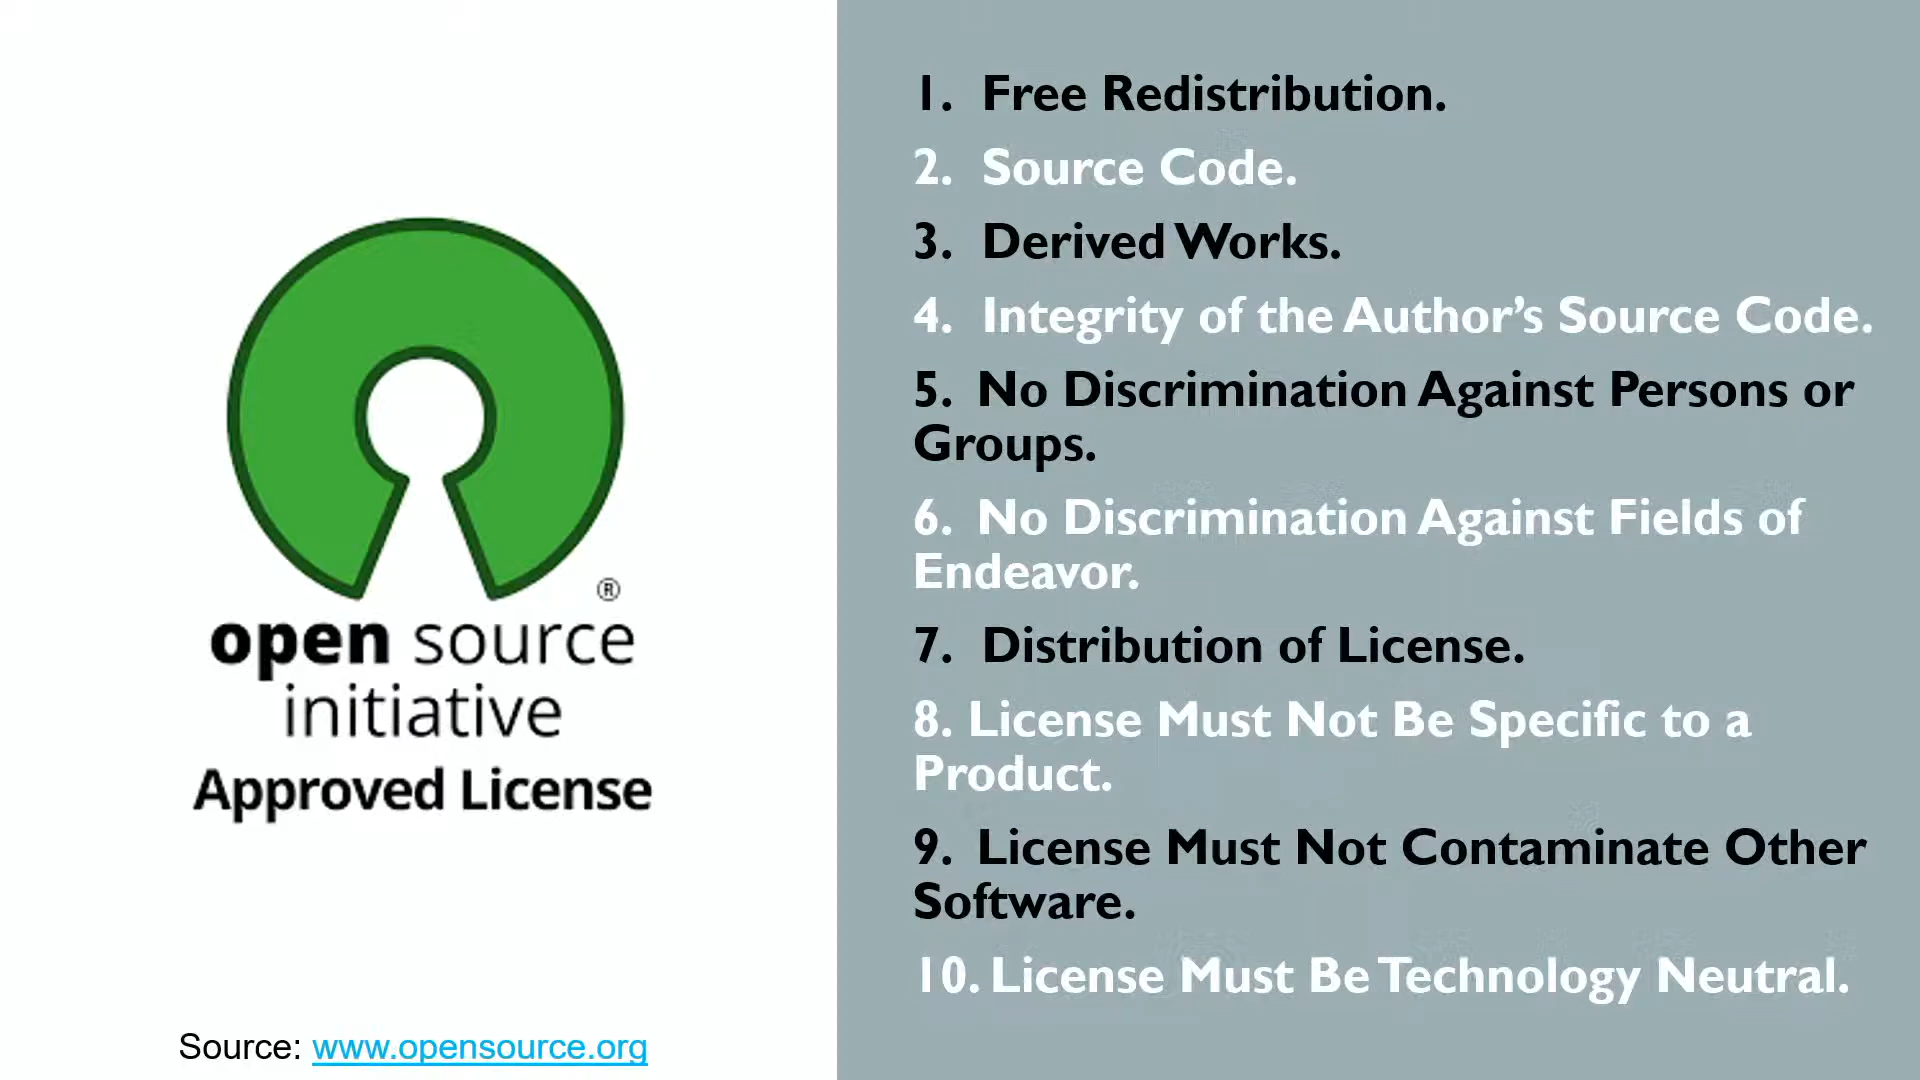 ®
open source
initiative
Approved License
Source: www.opensource.org
1. Free Redistribution.
2. Source Code.
3. Derived Works.
4. Integrity of the Author’s Source Code.
5. No Discrimination Against Persons or
Groups.
6. No Discrimination Against Fields of
Endeavor.
7. Distribution of License.
8. License Must Not Be Specific to a
Product.
9. License Must Not Contaminate Other
Software.
10. License Must Be Technology Neutral.